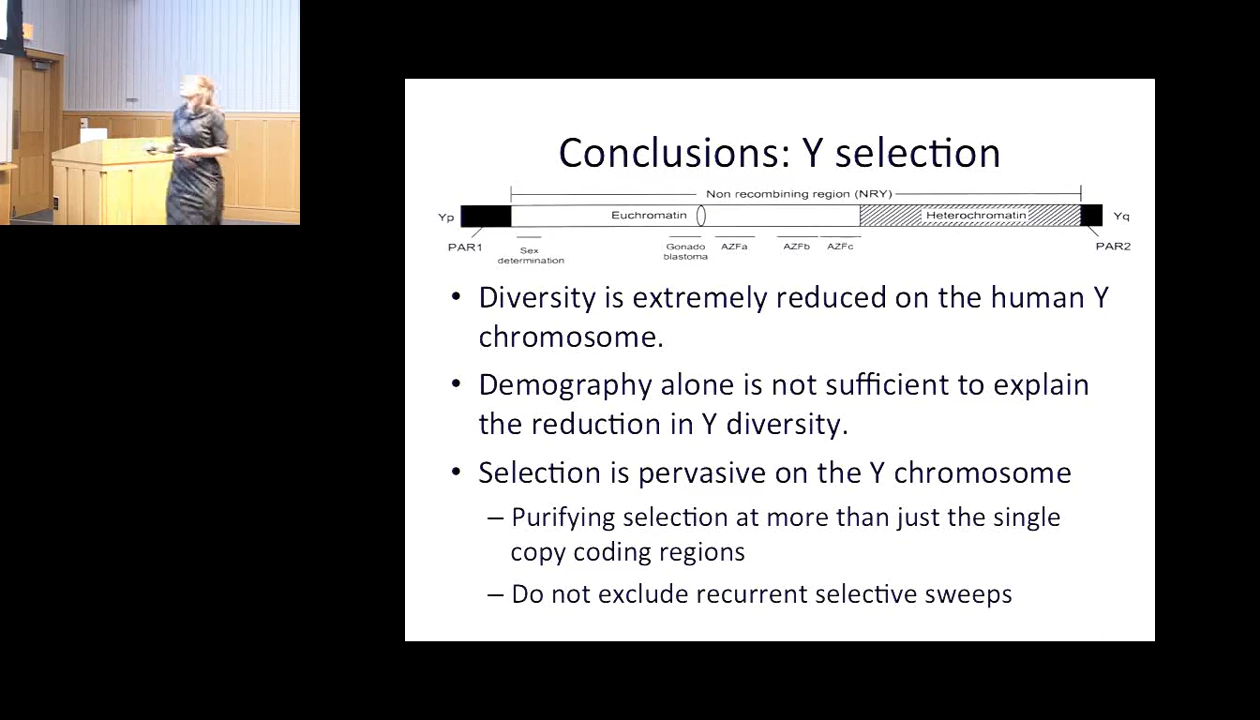 Conclusions: Y selection
Non recombining region (NRY)
Yp
Euchromatin
Heterochromatin
Yq
PAR1
Sex
determination
Gonado
blastoma
AZFa
AZFb
AZFc
PAR2
• Diversity is extremely reduced on the human Y
chromosome.
• Demography alone is not sufficient to explain
the reduction in Y diversity.
• Selection is pervasive on the Y chromosome
– Purifying selection at more than just the single
copy coding regions
– Do not exclude recurrent selective sweeps